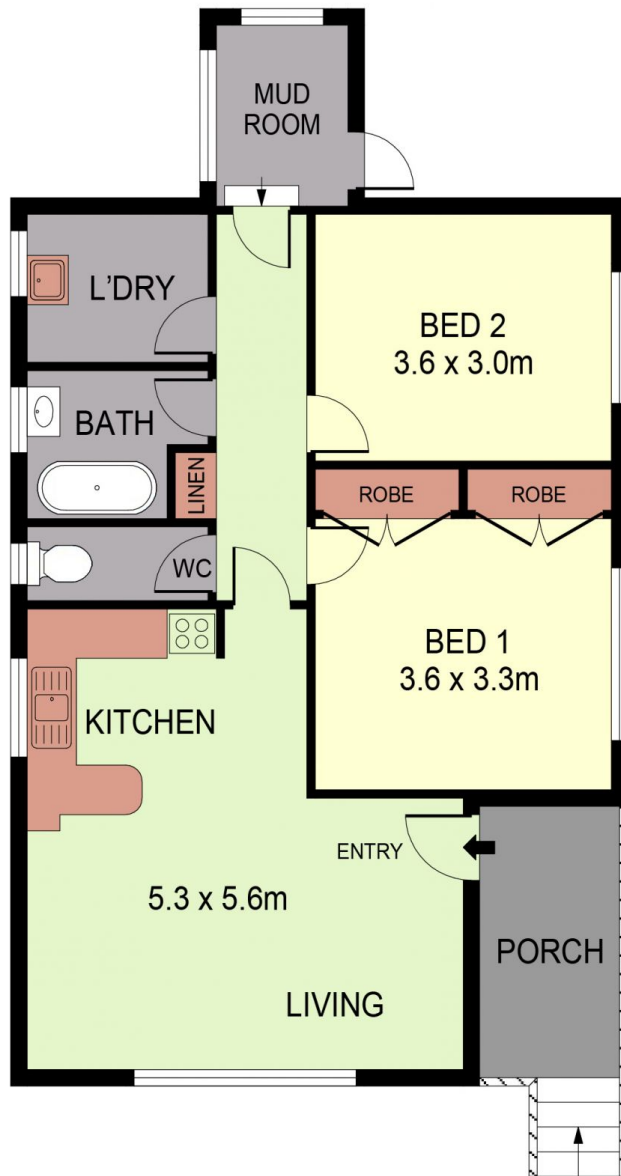 MUD
ROOM
L'DRY
BED 2
3.6 x 3.0m
BATH
LINEN
ROBE
ROBE
WC
BED 1
3.6 x 3.3m
KITCHEN
ENTRY
5.3 x 5.6m
PORCH
LIVING